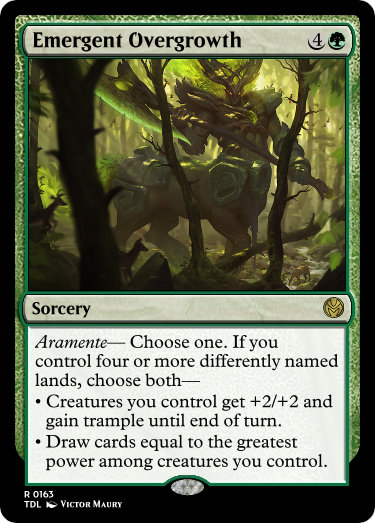 Emergent Overgrowth 4
Sorcery
Aramente— Choose one. If you
control four or more differently named
lands, choose both—
• Creatures you control get +2/+2 and
gain trample until end of turn.
• Draw cards equal to the greatest
power among creatures you control.
R 0163
TDL Victor Maury